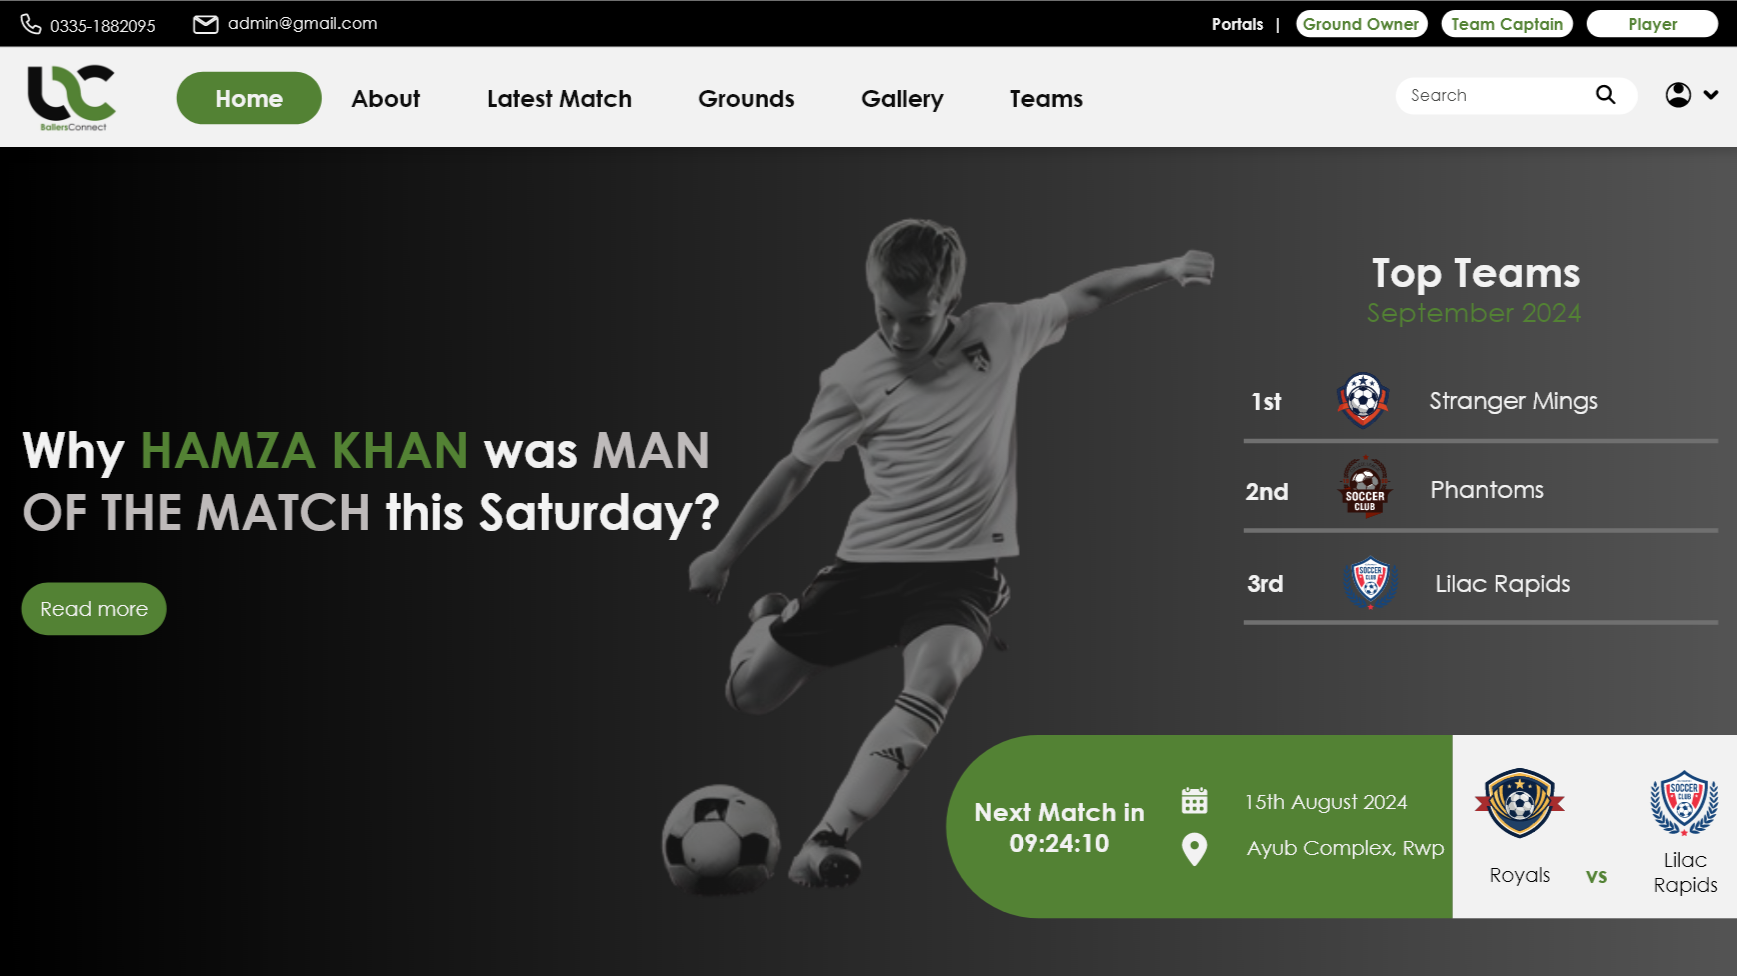 0335-1882095
admin@gmail.com
Portals |
Ground Owner
Team Captain
Player
BallersConnect
Home
About
Latest Match
Grounds
Gallery
Teams
Search
Top Teams
September 2024
1st
Stranger Mings
2nd
SOCCER
CLUB
Phantoms
3rd
SOCCER
CLUB
Lilac Rapids
Why HAMZA KHAN was MAN
OF THE MATCH this Saturday?
Read more
Next Match in
09:24:10
15th August 2024
Ayub Complex, Rwp
Royals
vs
SOCCER
CLUB
Lilac
Rapids